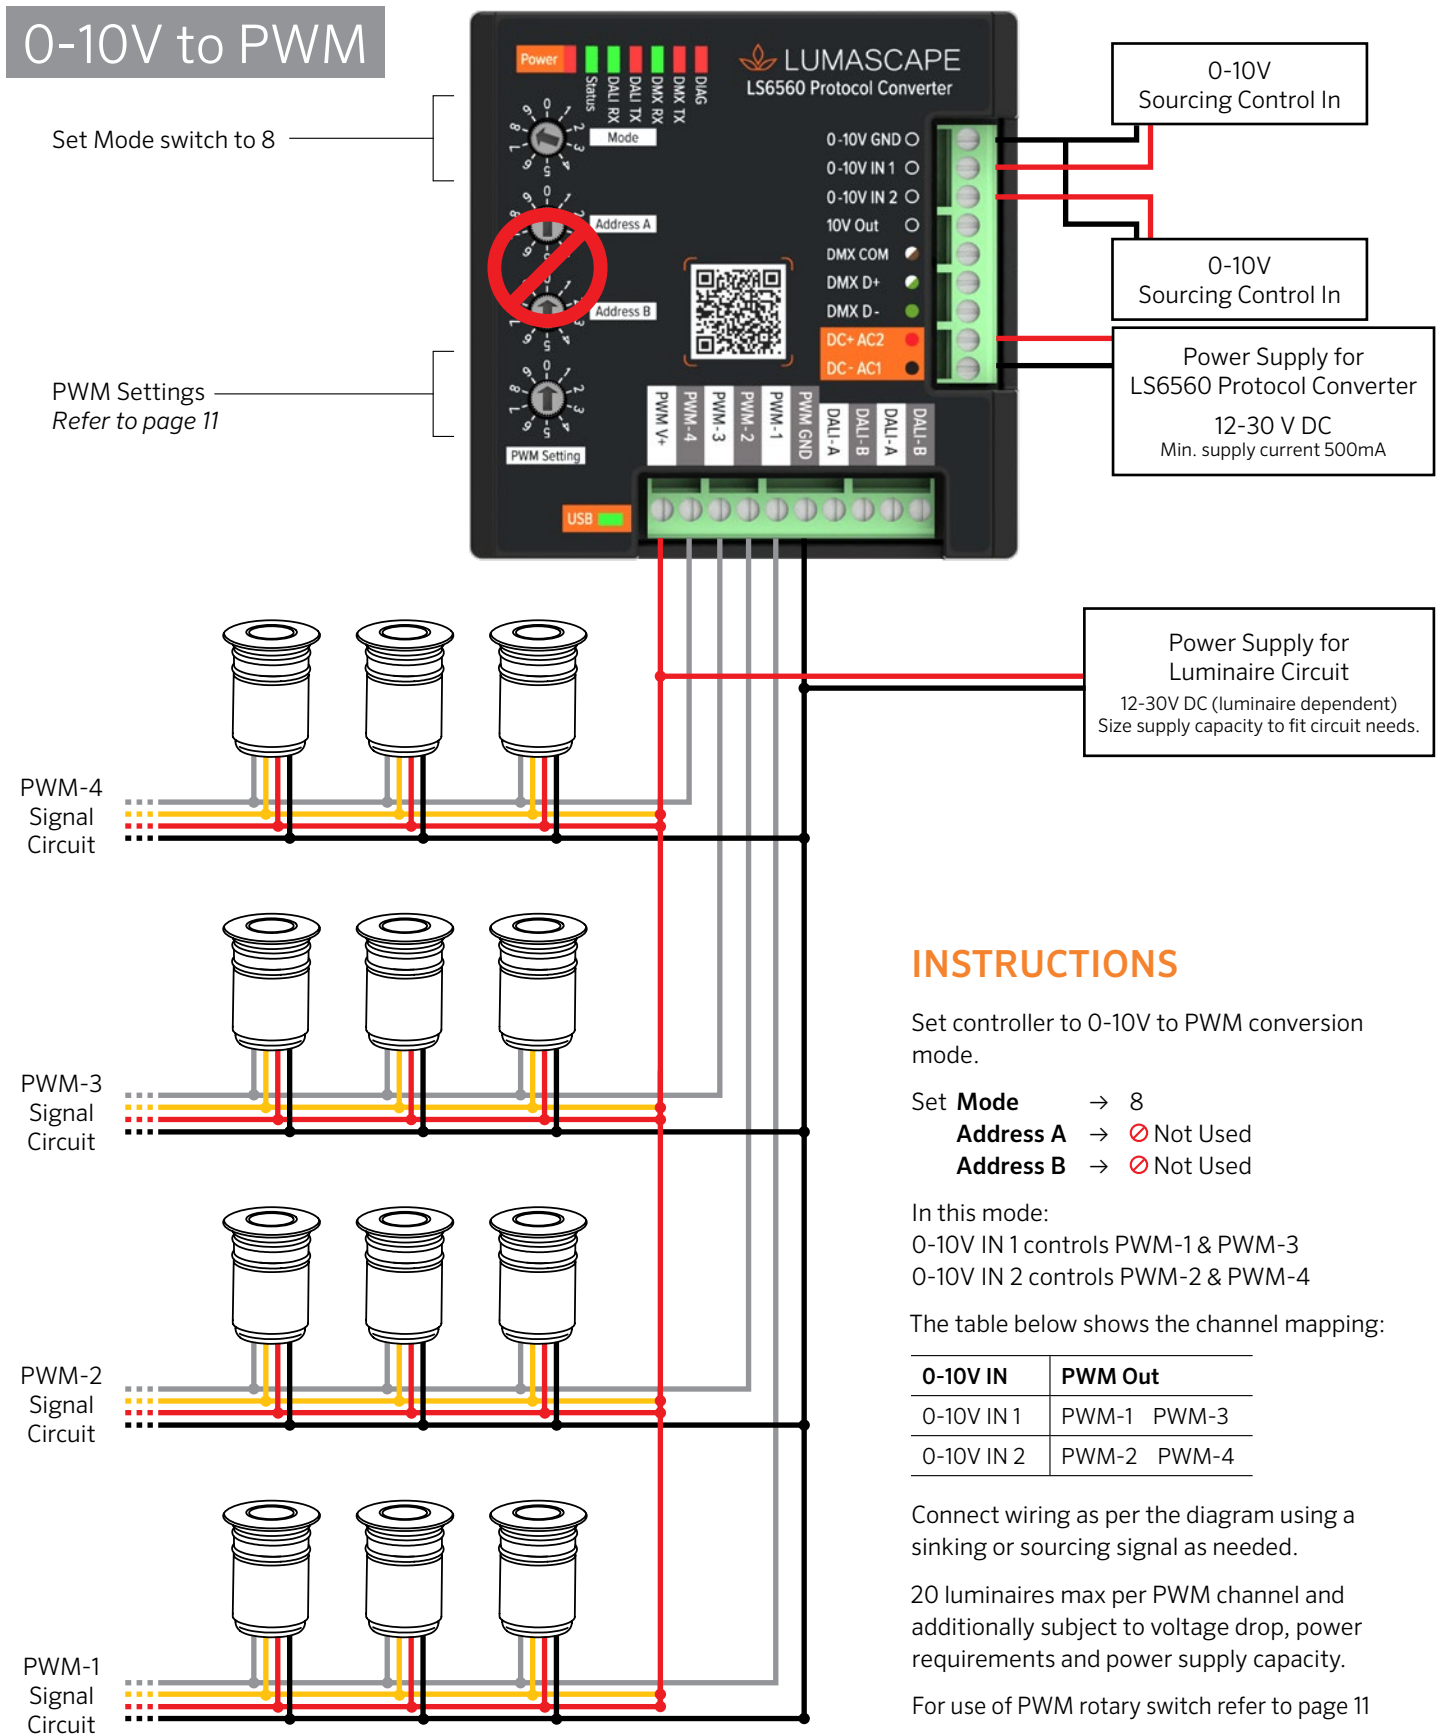 0-10V to PWM
Set Mode switch to 8
PWM Settings
Refer to page 11
Power
Status
DALI RX
DALI TX
DMX RX
DMX TX
DIAG
LUMASCAPE
LS6560 Protocol Converter
Mode
Address A
Address B
PWM Setting
USB
0-10V GND
0-10V IN 1
0-10V IN 2
10V Out
DMX COM
DMX D+
DMX D-
DC+ AC2
DC- AC1
PWM V+
PWM-4
PWM-3
PWM-2
PWM-1
PWM GND
DALI-A
DALI-B
DALI-A
DALI-B
0-10V
Sourcing Control In
0-10V
Sourcing Control In
Power Supply for
LS6560 Protocol Converter
12-30 V DC
Min. supply current 500mA
Power Supply for
Luminaire Circuit
12-30V DC (luminaire dependent)
Size supply capacity to fit circuit needs.
PWM-4
Signal
Circuit
PWM-3
Signal
Circuit
PWM-2
Signal
Circuit
PWM-1
Signal
Circuit
INSTRUCTIONS
Set controller to 0-10V to PWM conversion
mode.
Set Mode → 8
Address A → Not Used
Address B → Not Used
In this mode:
0-10V IN 1 controls PWM-1 & PWM-3
0-10V IN 2 controls PWM-2 & PWM-4
The table below shows the channel mapping:
0-10V IN PWM Out
0-10V IN 1 PWM-1 PWM-3
0-10V IN 2 PWM-2 PWM-4
Connect wiring as per the diagram using a
sinking or sourcing signal as needed.
20 luminaires max per PWM channel and
additionally subject to voltage drop, power
requirements and power supply capacity.
For use of PWM rotary switch refer to page 11